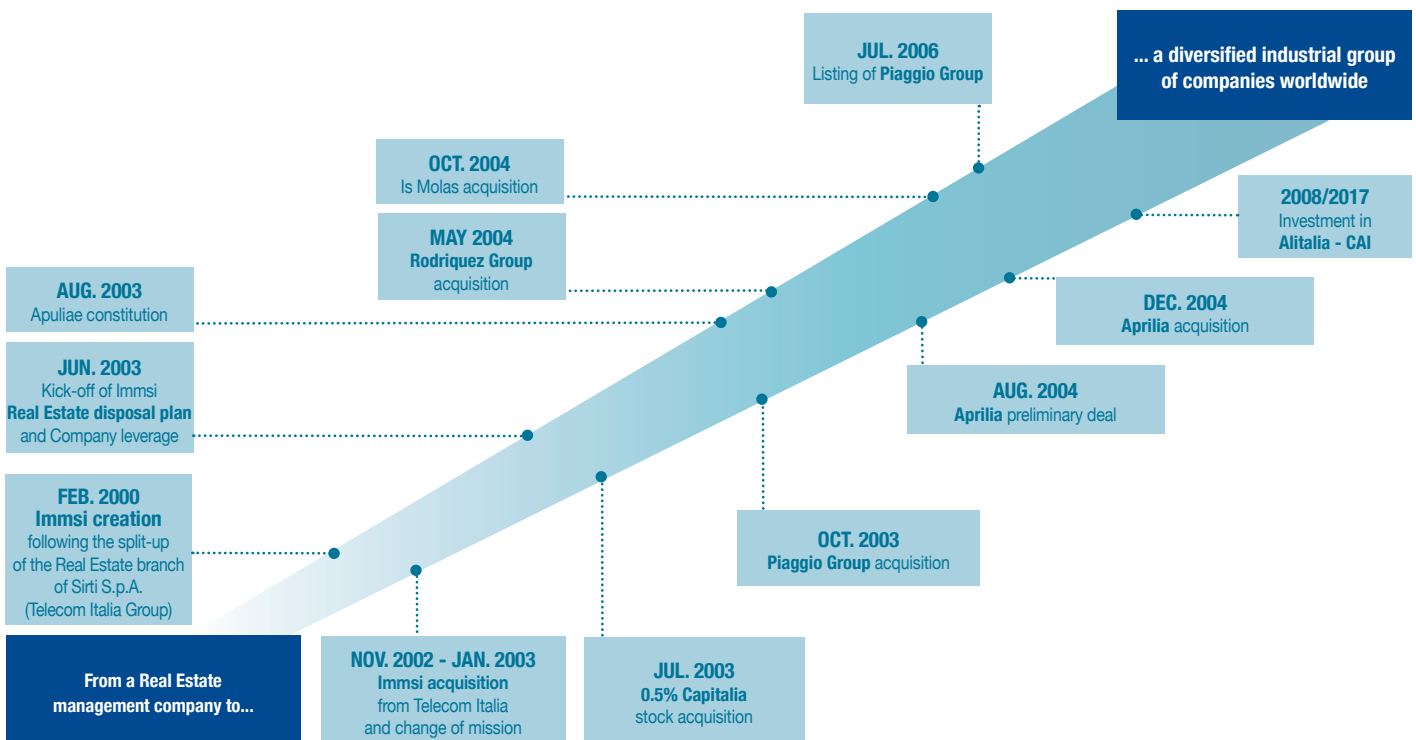 JUL. 2006
Listing of Piaggio Group
... a diversified industrial group
of companies worldwide
OCT. 2004
Is Molas acquisition
2008/2017
Investment in
Alitalia - CAI
MAY 2004
Rodriquez Group
acquisition
AUG. 2003
Apuliae constitution
DEC. 2004
Aprilia acquisition
JUN. 2003
Kick-off of Immsi
Real Estate disposal plan
and Company leverage
AUG. 2004
Aprilia preliminary deal
FEB. 2000
Immsi creation
following the split-up
of the Real Estate branch
of Sirti S.p.A.
(Telecom Italia Group)
OCT. 2003
Piaggio Group acquisition
From a Real Estate
management company to...
NOV. 2002 - JAN. 2003
Immsi acquisition
from Telecom Italia
and change of mission
JUL. 2003
0.5% Capitalia
stock acquisition